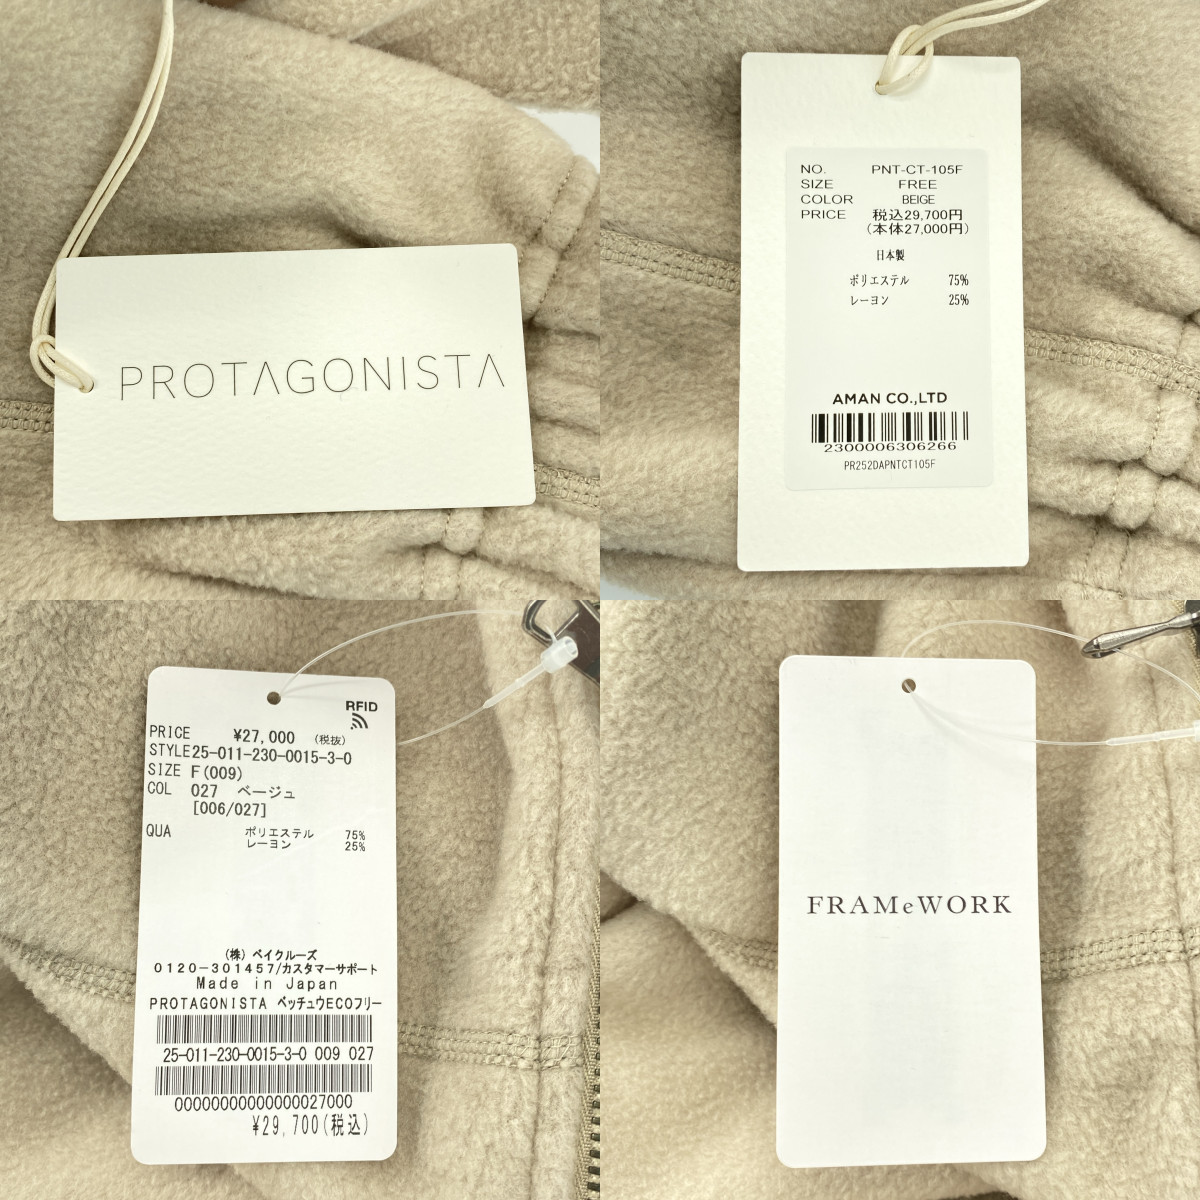 PROTAGONISTA
NO. PNT-CT-105F
SIZE FREE
COLOR BEIGE
PRICE 税込29,700円
(本体27,000円)
日本製
ポリエステル 75%
レーヨン 25%
AMAN CO.,LTD
2300006306266
PR252DAPNTCT105F
RFID
PRICE ¥27,000 (税抜)
STYLE 25-011-230-0015-3-0
SIZE F(009)
COL 027 ベージュ
[006/027]
QUA ポリエステル 75%
レーヨン 25%
(株) ベイクルーズ
0120-301457/カスタマーサポート
Made in Japan
PROTAGONISTA ペッチュウECOフリー
25-011-230-0015-3-0 009 027
00000000000000027000
¥29,700(税込)
FRAMeWORK